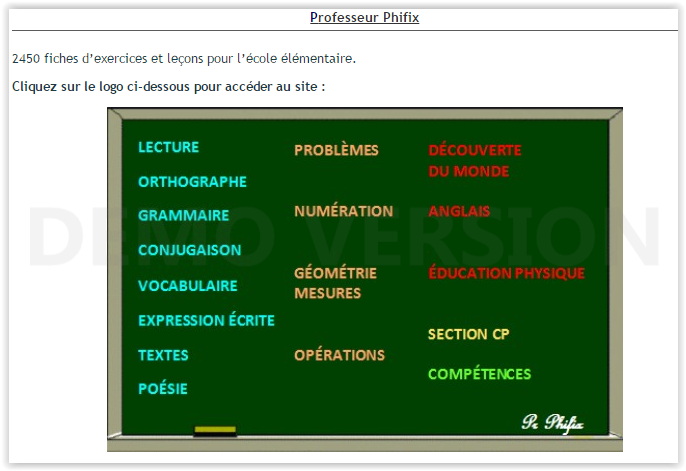 Professeur Phifix
2450 fiches d’exercices et leçons pour l’école élémentaire.
Cliquez sur le logo ci-dessous pour accéder au site :
LECTURE
ORTHOGRAPHE
GRAMMAIRE
CONJUGAISON
VOCABULAIRE
EXPRESSION ÉCRITE
TEXTES
POÉSIE
PROBLÈMES
NUMÉRATION
GÉOMÉTRIE
MESURES
OPÉRATIONS
DÉCOUVERTE
DU MONDE
ANGLAIS
ÉDUCATION PHYSIQUE
SECTION CP
COMPÉTENCES
Pr Phifix
DEMO VERSION